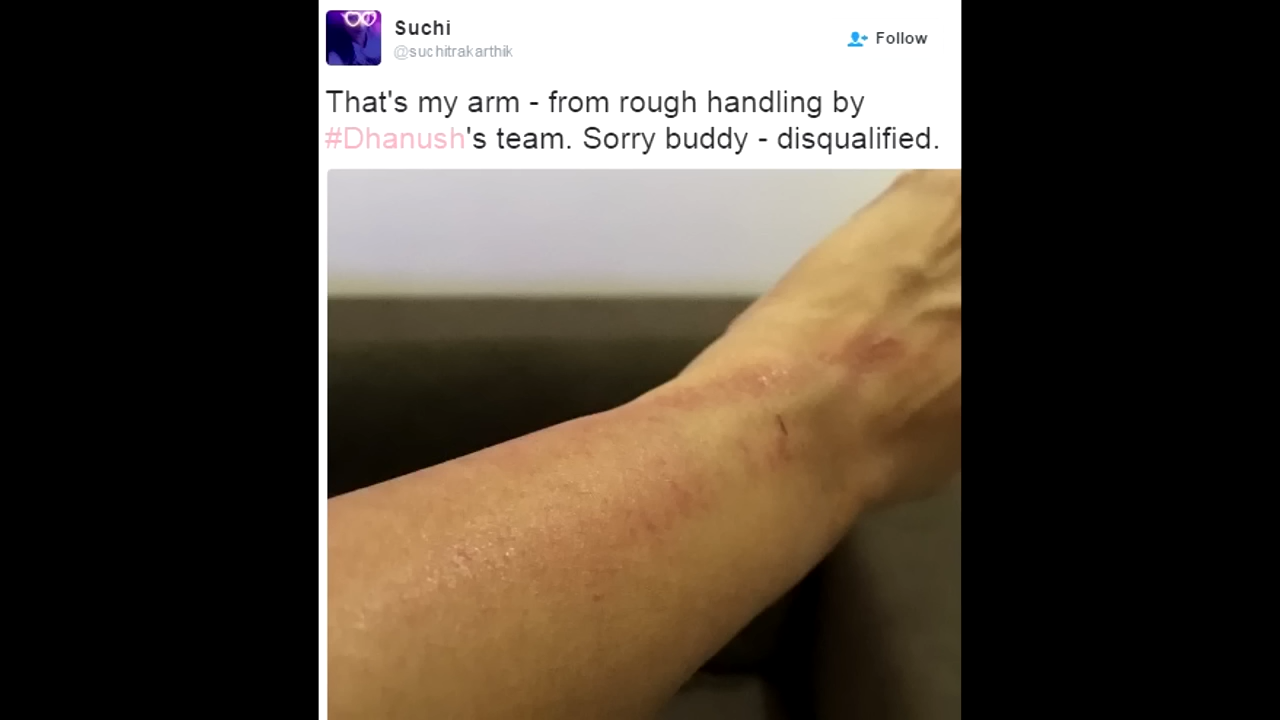 Suchi
@suchitrakarthik
Follow
That's my arm - from rough handling by
#Dhanush's team. Sorry buddy - disqualified.